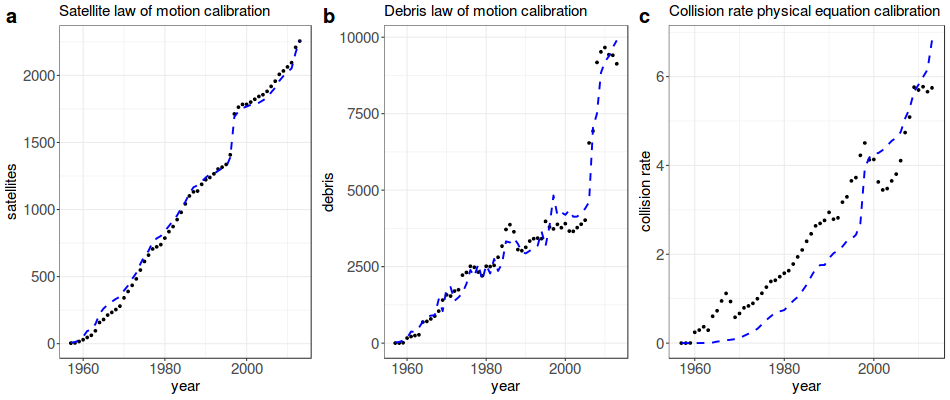 a Satellite law of motion calibration
2000
1500
1000
500
0
satellites
1960 1980 2000
year
b Debris law of motion calibration
10000
7500
5000
2500
0
debris
1960 1980 2000
year
c Collision rate physical equation calibration
6
4
2
0
collision rate
1960 1980 2000
year